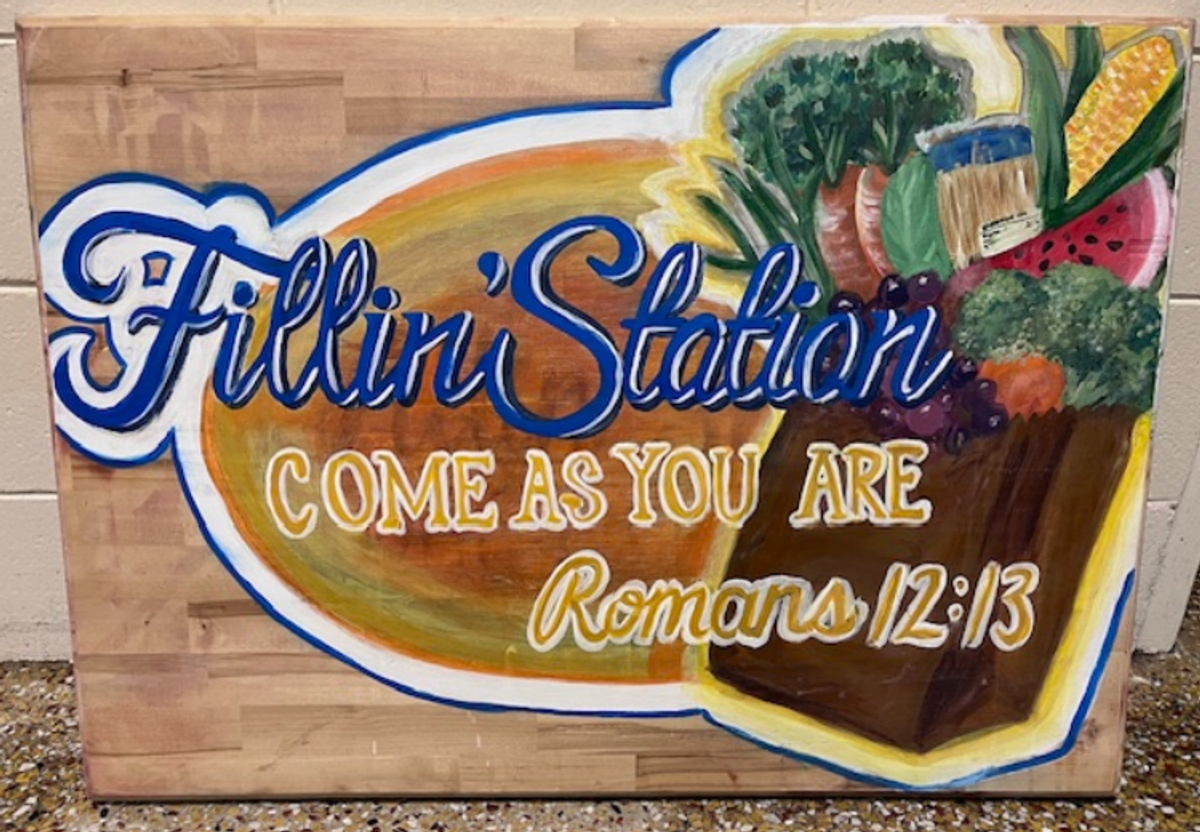 Fillin' Station
COME AS YOU ARE
Romans 12:13